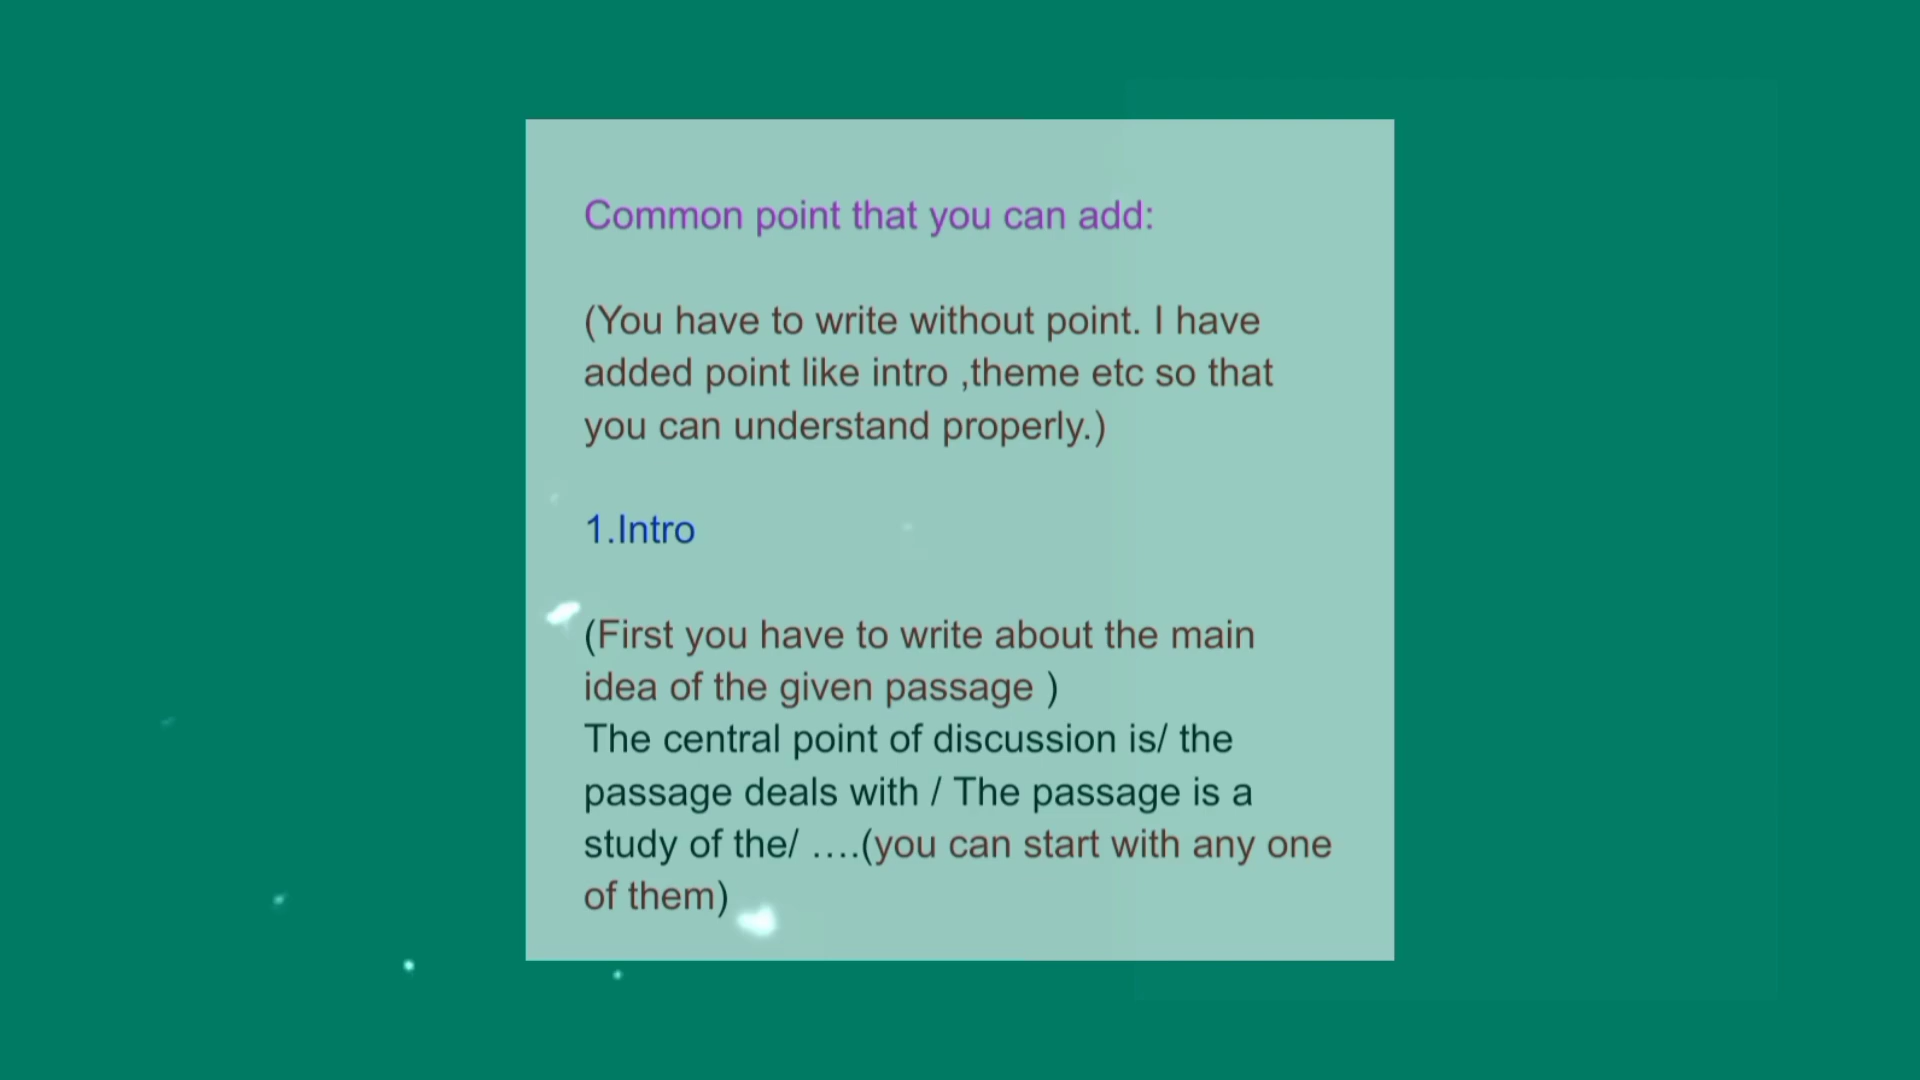 Common point that you can add:
(You have to write without point. I have
added point like intro ,theme etc so that
you can understand properly.)
1.Intro
(First you have to write about the main
idea of the given passage )
The central point of discussion is/ the
passage deals with / The passage is a
study of the/ ....(you can start with any one
of them)